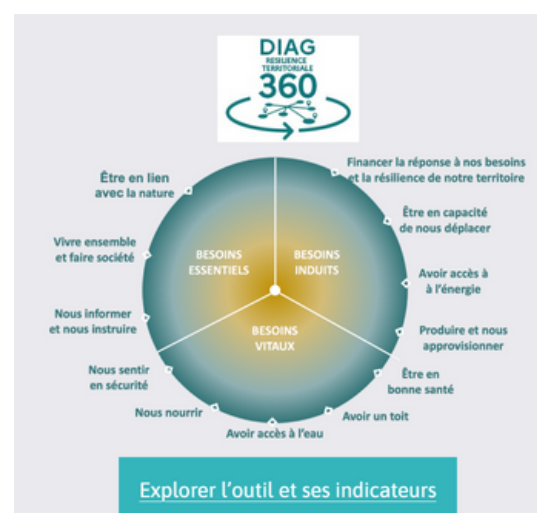 DIAG
RESILIENCE
TERRITORIALE
360
Financer la réponse à nos besoins
et la résilience de notre territoire
Être en capacité
de nous déplacer
Avoir accès à
à l'énergie
Produire et nous
approvisionner
Être en
bonne santé
Avoir un toit
Avoir accès à l'eau
Nous nourrir
Nous sentir
en sécurité
Nous informer
et nous instruire
Vivre ensemble
et faire société
Être en lien
avec la nature
BESOINS
ESSENTIELS
BESOINS
INDUITS
BESOINS
VITAUX
Explorer l'outil et ses indicateurs